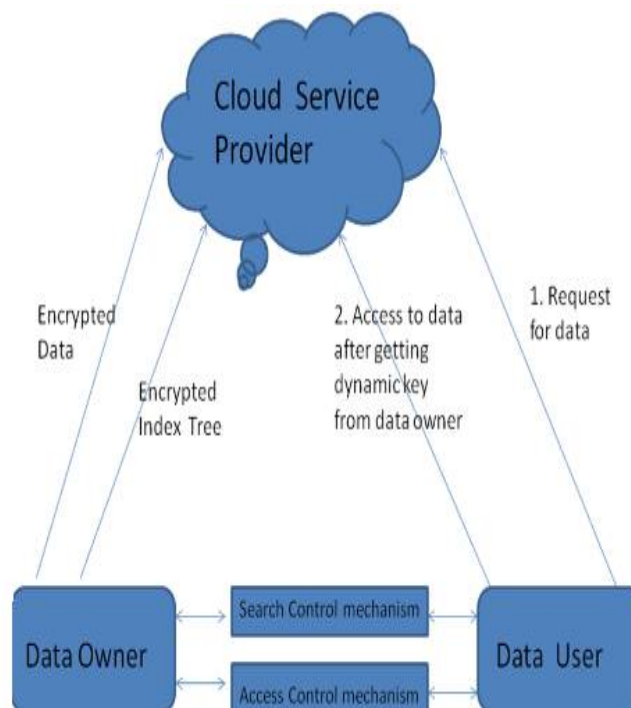 Cloud Service
Provider
Encrypted
Data
Encrypted
Index Tree
2. Access to data
after getting
dynamic key
from data owner
1. Request
for data
Data Owner
Search Control mechanism
Access Control mechanism
Data User